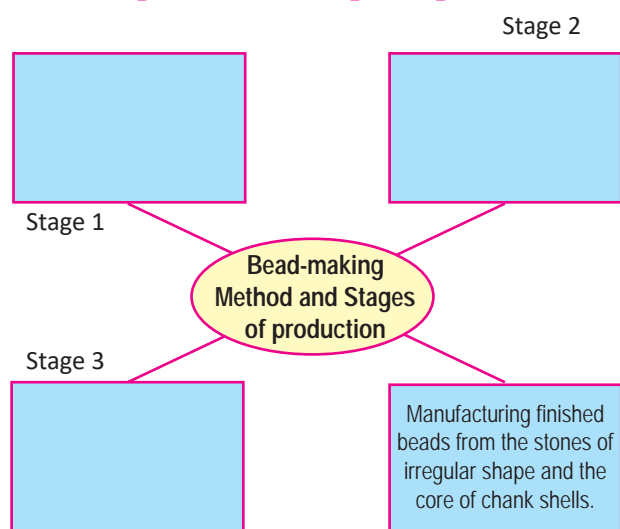 Stage 2
Stage 1
Bead-making
Method and Stages
of production
Stage 3
Manufacturing finished
beads from the stones of
irregular shape and the
core of chank shells.